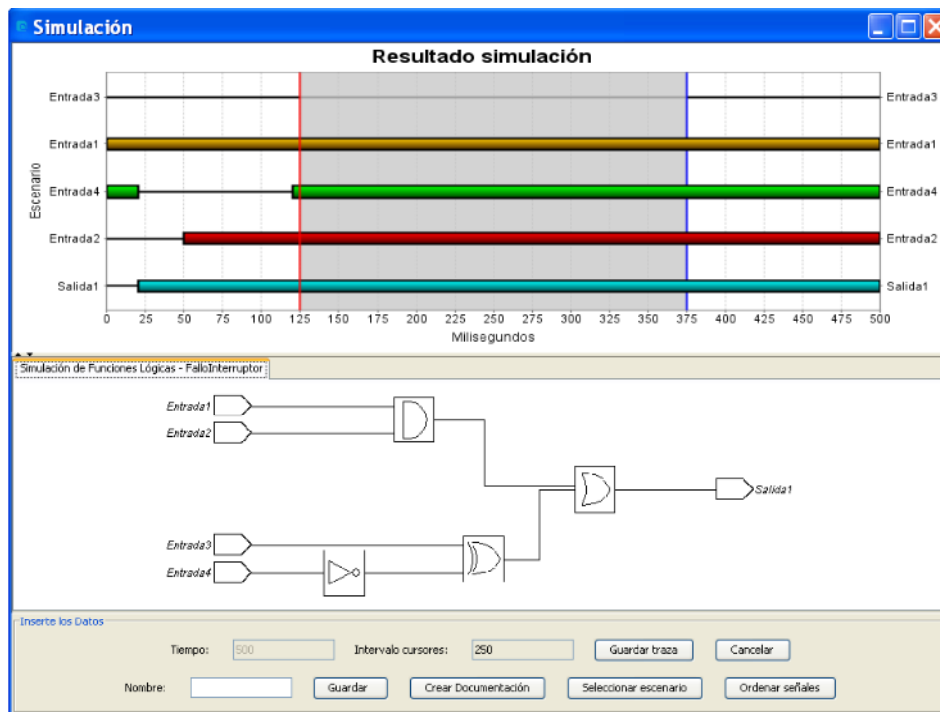 Simulación
Resultado simulación
Entrada3 Entrada3
Entrada1 Entrada1
Escenario
Entrada4 Entrada4
Entrada2 Entrada2
Salida1 Salida1
0 25 50 75 100 125 150 175 200 225 250 275 300 325 350 375 400 425 450 475 500
Milisegundos
Simulación de Funciones Lógicas - FalloInterruptor
Entrada1
Entrada2
Salida1
Entrada3
Entrada4
Inserte los Datos
Tiempo: 500 Intervalo cursores: 250 Guardar traza Cancelar
Nombre: Guardar Crear Documentación Seleccionar escenario Ordenar señales